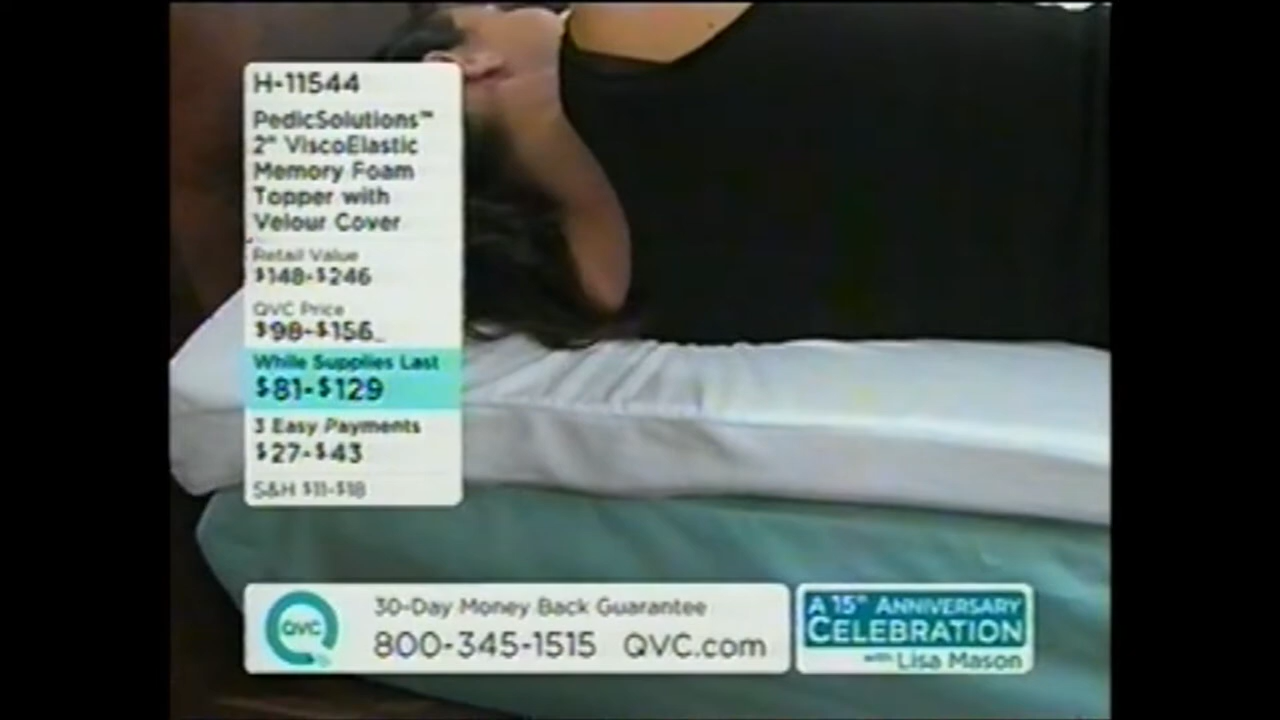 H-11544
PedicSolutions™
2" ViscoElastic
Memory Foam
Topper with
Velour Cover
Retail Value
$148-$246
QVC Price
$98-$156
While Supplies Last
$81-$129
3 Easy Payments
$27-$43
S&H $11-$18
QVC
30-Day Money Back Guarantee
800-345-1515 QVC.com
A 15th ANNIVERSARY
CELEBRATION
with Lisa Mason